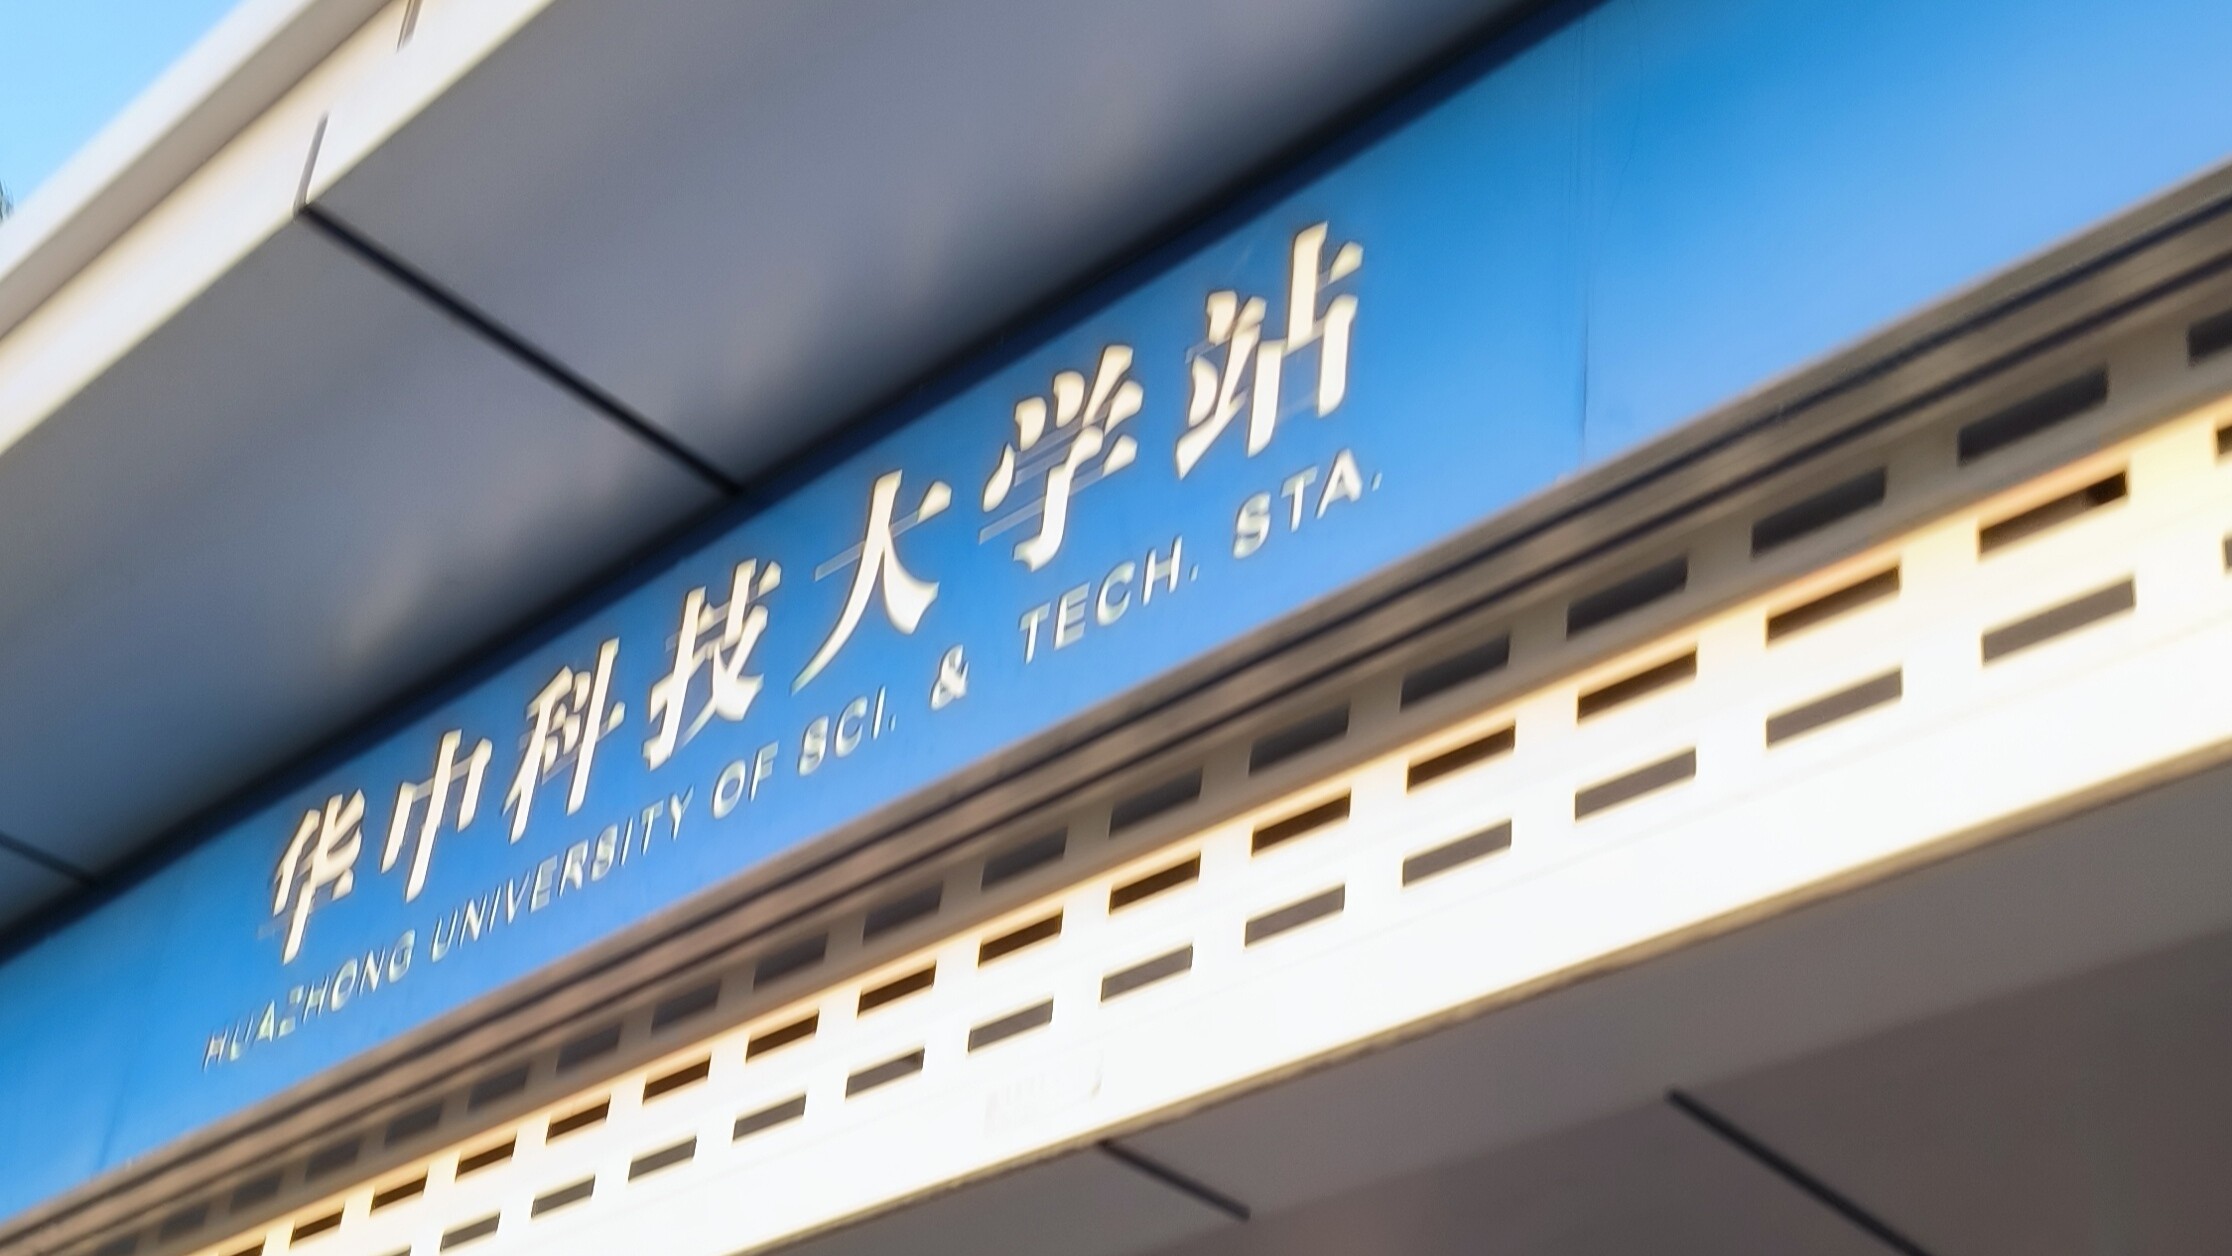 华中科技大学站
HUAZHONG UNIVERSITY OF SCI. & TECH. STA.